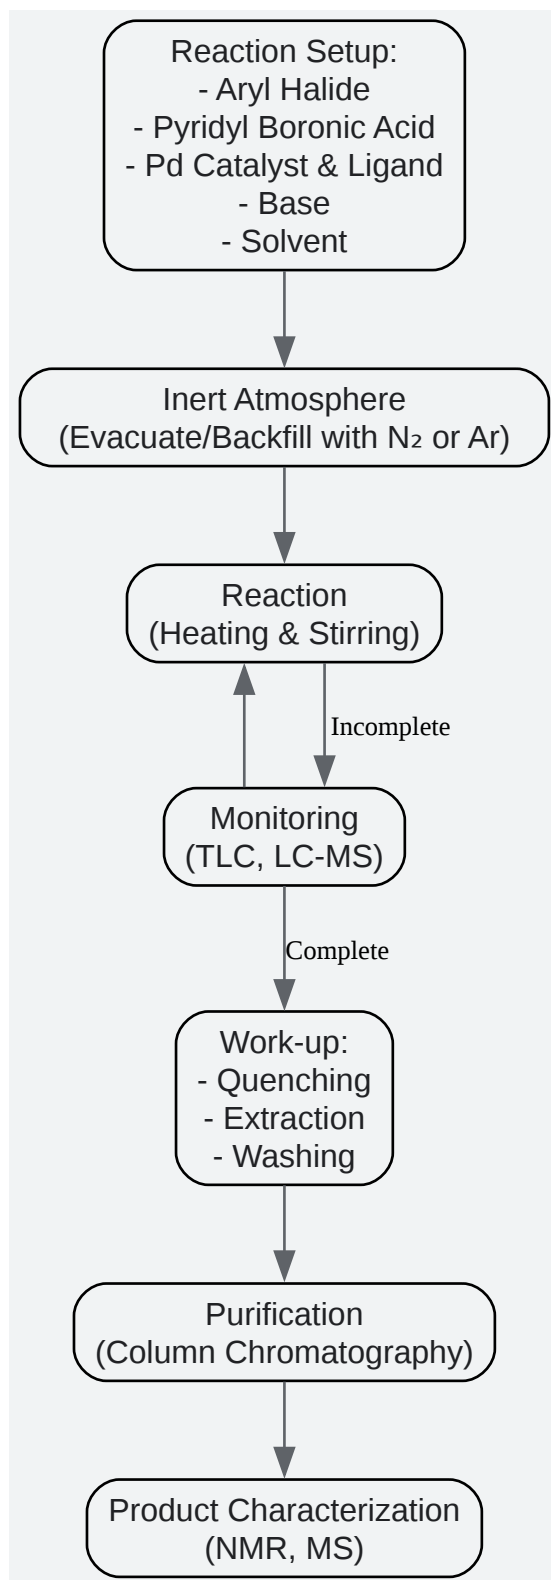 Reaction Setup:
- Aryl Halide
- Pyridyl Boronic Acid
- Pd Catalyst & Ligand
- Base
- Solvent
Inert Atmosphere
(Evacuate/Backfill with N₂ or Ar)
Reaction
(Heating & Stirring)
Incomplete
Monitoring
(TLC, LC-MS)
Complete
Work-up:
- Quenching
- Extraction
- Washing
Purification
(Column Chromatography)
Product Characterization
(NMR, MS)